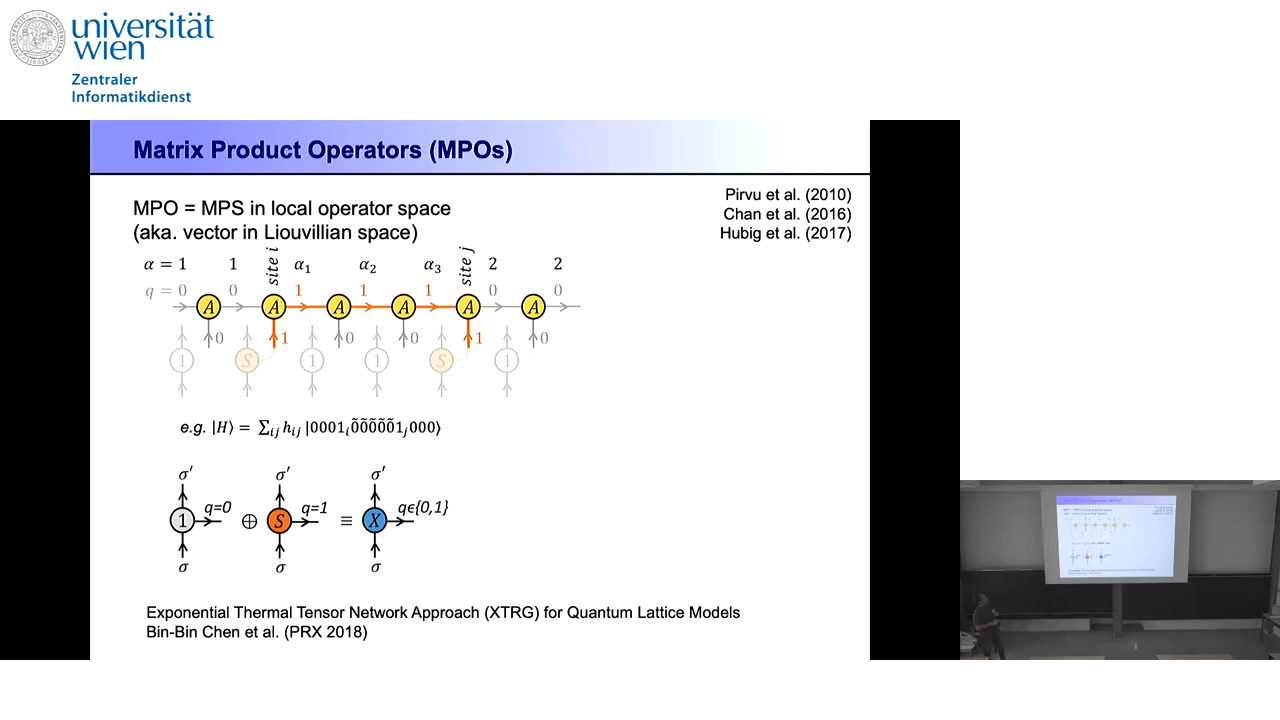 universität
wien
Zentraler
Informatikdienst
Matrix Product Operators (MPOs)
MPO = MPS in local operator space
(aka. vector in Liouvillian space)
Pirvu et al. (2010)
Chan et al. (2016)
Hubig et al. (2017)
α = 1 1 site i α₁ α₂ α₃ site j 2 2
q = 0 0 1 1 1 0 0
A A A A A A
0 1 0 0 1 0
1 S 1 1 S 1
e.g. |H⟩ = ∑ᵢⱼ hᵢⱼ |0001ᵢ0̃0̃0̃0̃0̃0̃1ⱼ000⟩
σ′ σ′ σ′
1 q=0 ⊕ S q=1 ≡ X qϵ{0,1}
σ σ σ
Exponential Thermal Tensor Network Approach (XTRG) for Quantum Lattice Models
Bin-Bin Chen et al. (PRX 2018)